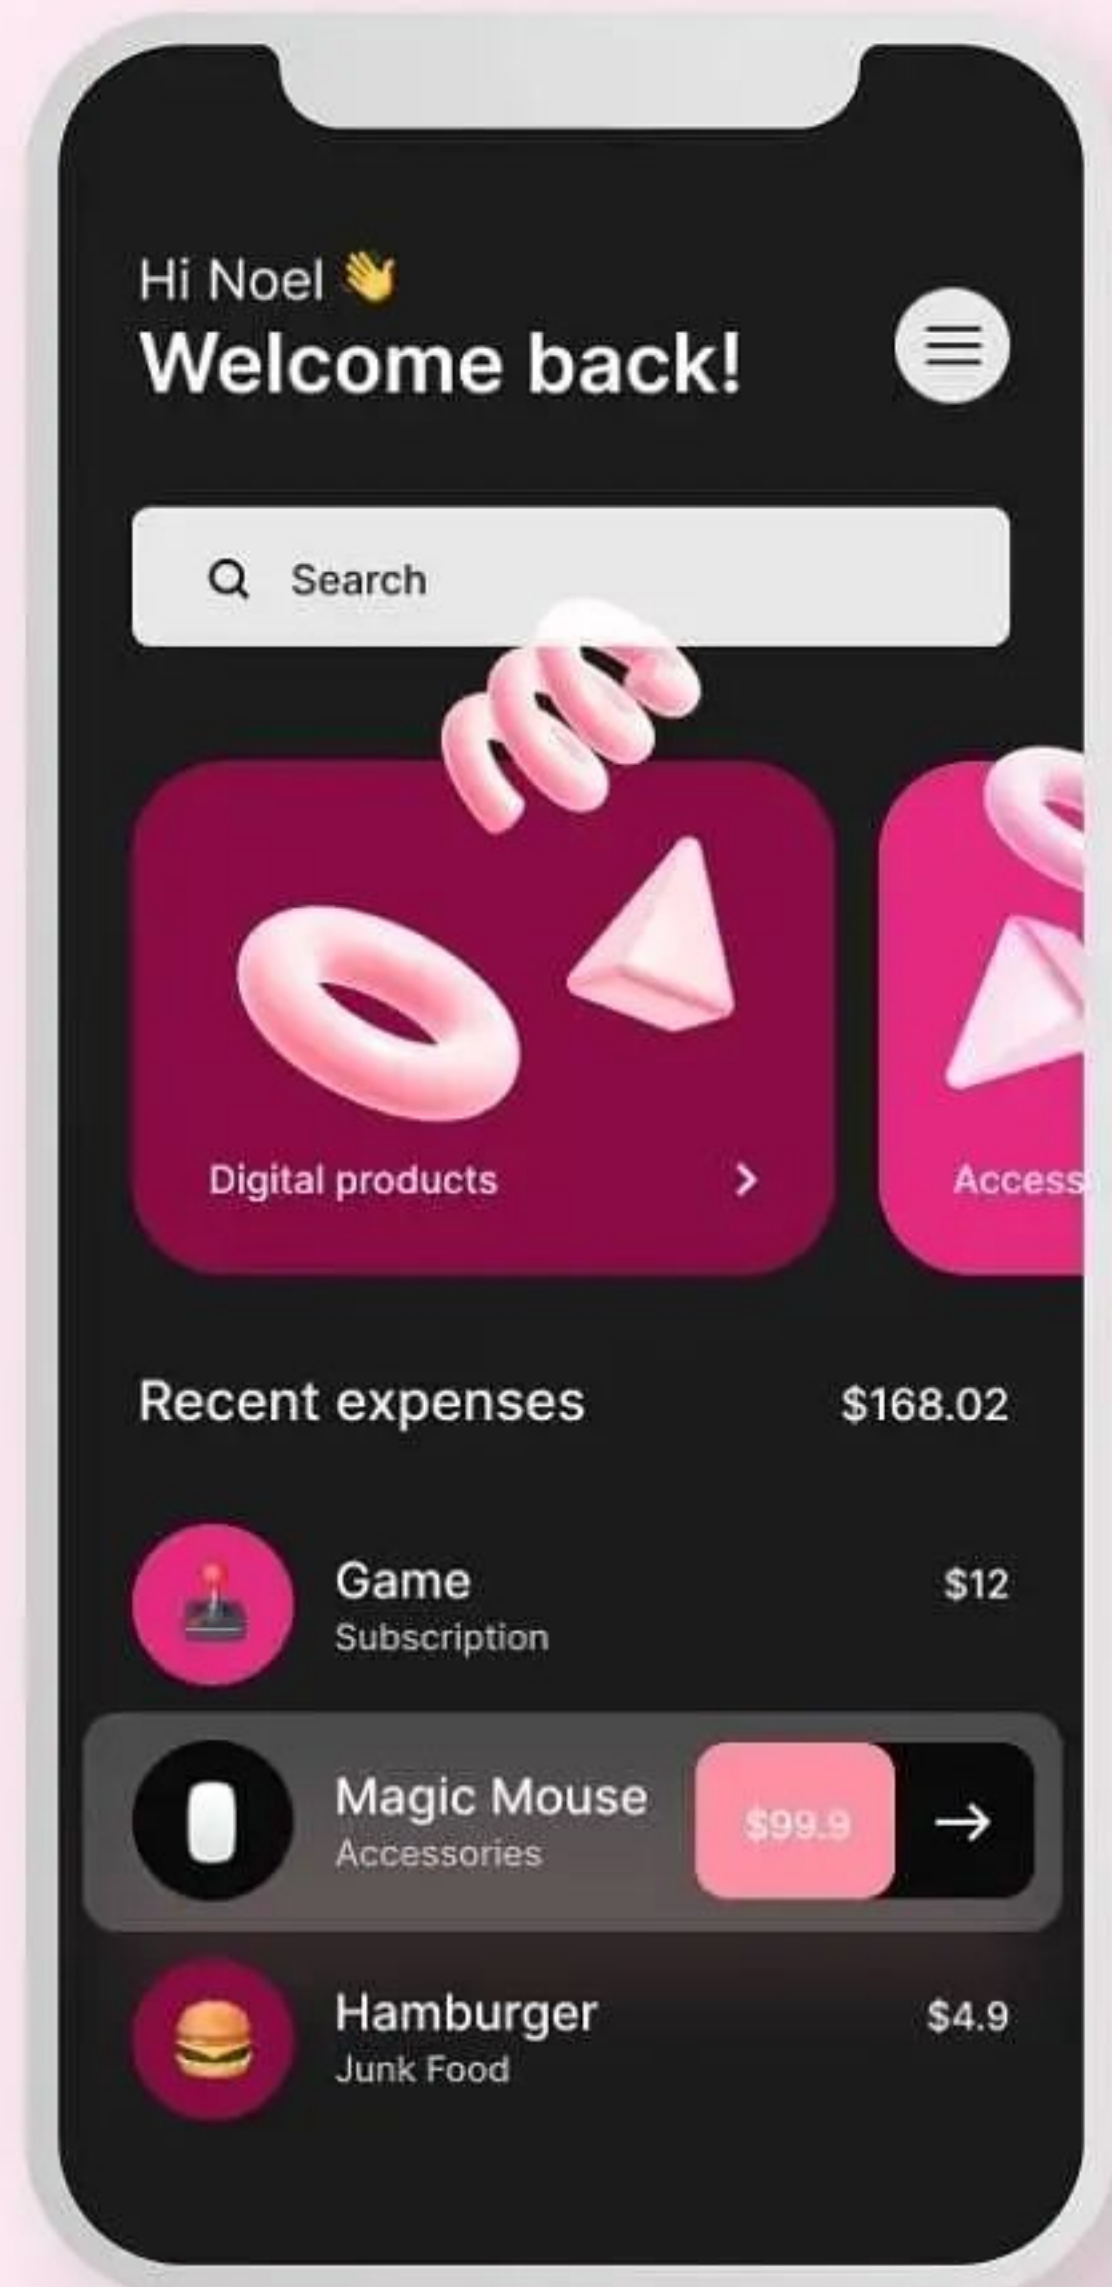 Hi Noel 👋
Welcome back!
Search
Digital products
Access
Recent expenses
$168.02
Game
$12
Subscription
Magic Mouse
$99.9
Accessories
Hamburger
$4.9
Junk Food